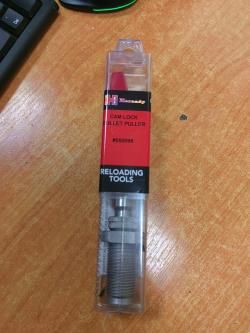 Hornady
CAM LOCK
BULLET PULLER
RELOADING
TOOLS